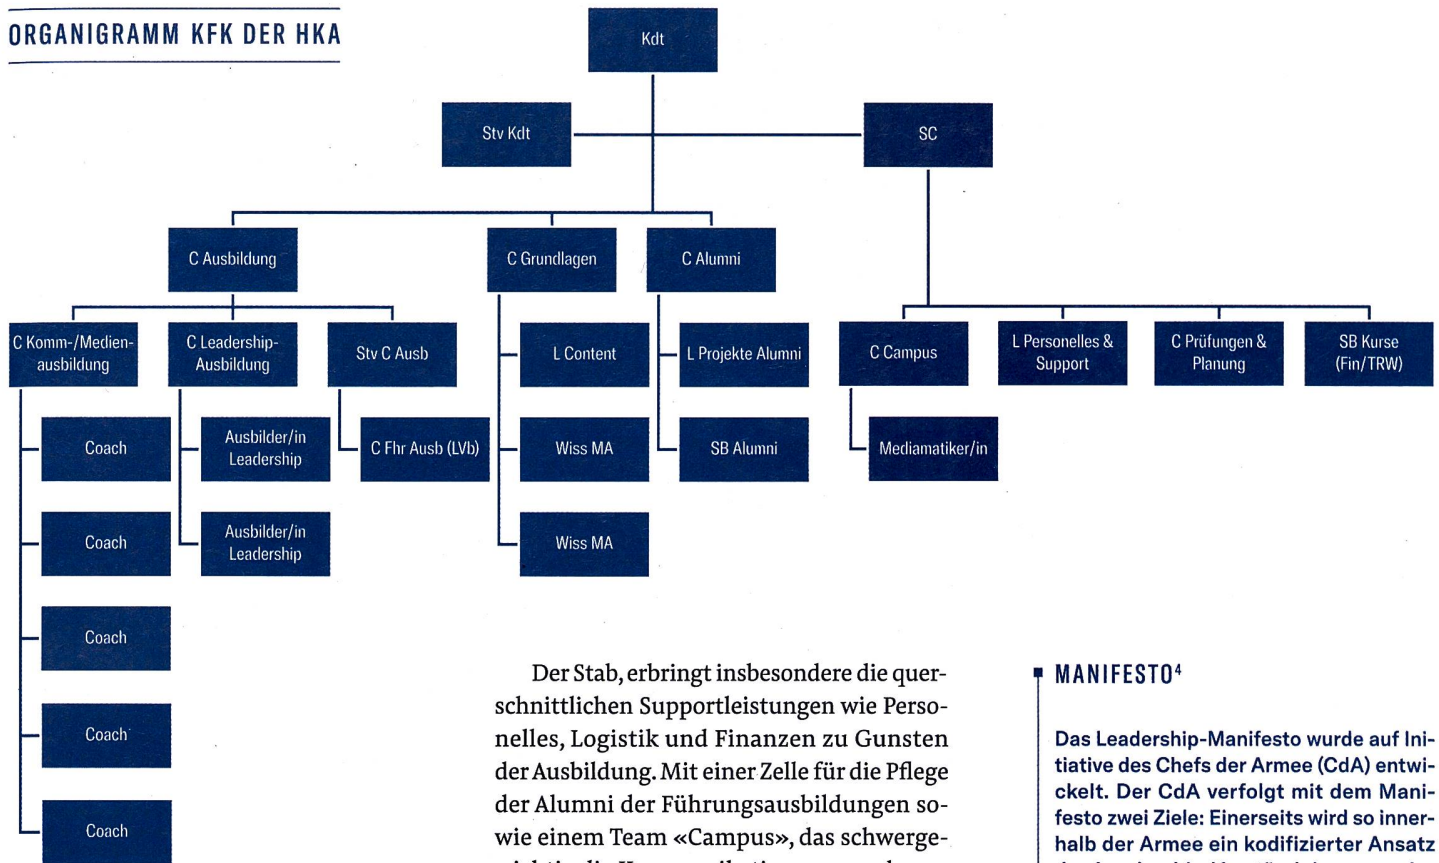 ORGANIGRAMM KFK DER HKA
Kdt
Stv Kdt
SC
C Ausbildung
C Grundlagen
C Alumni
C Komm-/Medien-
ausbildung
C Leadership-
Ausbildung
Stv C Ausb
L Content
L Projekte Alumni
C Campus
L Personelles &
Support
C Prüfungen &
Planung
SB Kurse
(Fin/TRW)
Coach
Ausbilder/in
Leadership
C Fhr Ausb (LVb)
Wiss MA
SB Alumni
Mediamatiker/in
Coach
Ausbilder/in
Leadership
Wiss MA
Coach
Coach
Coach
Der Stab, erbringt insbesondere die quer-
schnittlichen Supportleistungen wie Perso-
nelles, Logistik und Finanzen zu Gunsten
der Ausbildung. Mit einer Zelle für die Pflege
der Alumni der Führungsausbildungen so-
wie einem Team «Campus», das schwerge-
MANIFESTO⁴
Das Leadership-Manifesto wurde auf Ini-
tiative des Chefs der Armee (CdA) entwi-
ckelt. Der CdA verfolgt mit dem Mani-
festo zwei Ziele: Einerseits wird so inner-
halb der Armee ein kodifizierter Ansatz